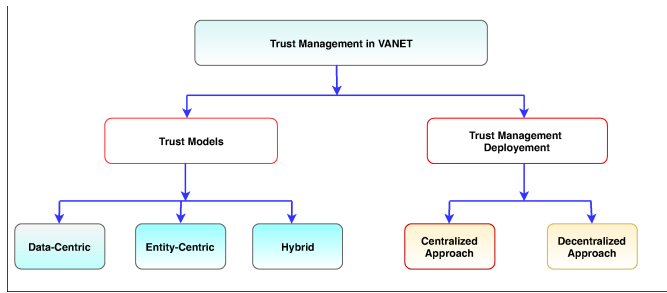 Trust Management in VANET
Trust Models
Trust Management
Deployement
Data-Centric
Entity-Centric
Hybrid
Centralized
Approach
Decentralized
Approach